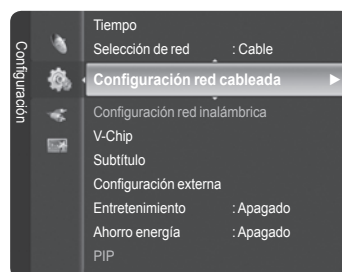 Configuración
Tiempo
Selección de red : Cable
Configuración red cableada
Configuración red inalámbrica
V-Chip
Subtítulo
Configuración externa
Entretenimiento : Apagado
Ahorro energía : Apagado
PIP